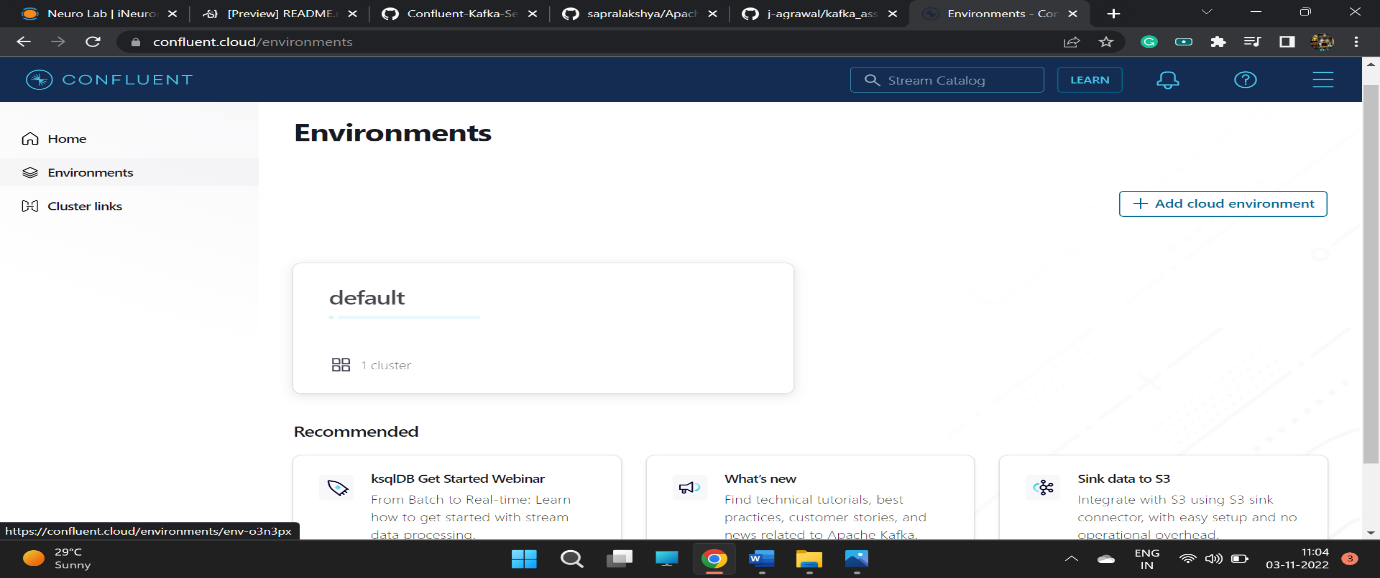 Neuro Lab | iNeuro
[Preview] README.
Confluent-Kafka-Se
sapralakshya/Apach
j-agrawal/kafka_ass
Environments - Con
confluent.cloud/environments
CONFLUENT
Stream Catalog
LEARN
Home
Environments
Cluster links
Environments
Add cloud environment
default
1 cluster
Recommended
ksqlDB Get Started Webinar
From Batch to Real-time: Learn
how to get started with stream
data processing.
What's new
Find technical tutorials, best
practices, customer stories, and
news related to Apache Kafka.
Sink data to S3
Integrate with S3 using S3 sink
connector, with easy setup and no
operational overhead.
https://confluent.cloud/environments/env-o3n3px
29°C
Sunny
ENG
IN
11:04
03-11-2022
3